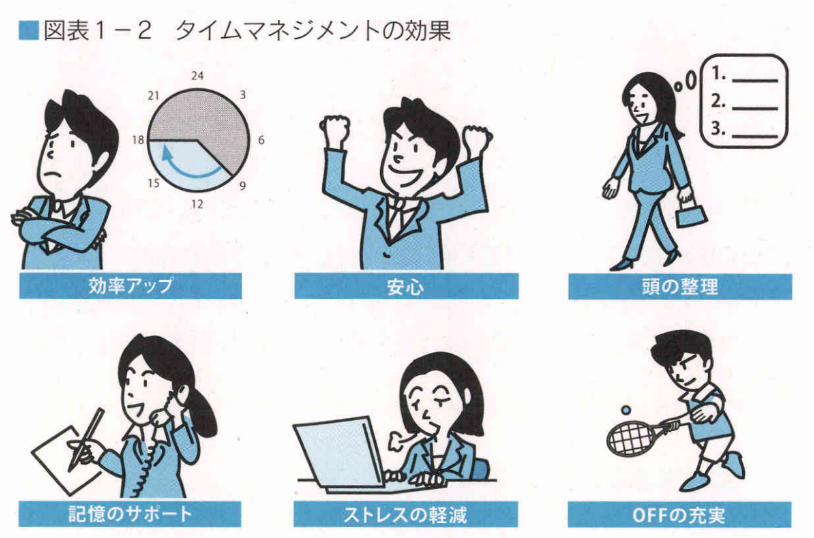 ■図表1－2　タイムマネジメントの効果
24
21
3
18
6
15
9
12
1.
2.
3.
効率アップ
安心
頭の整理
記憶のサポート
ストレスの軽減
OFFの充実